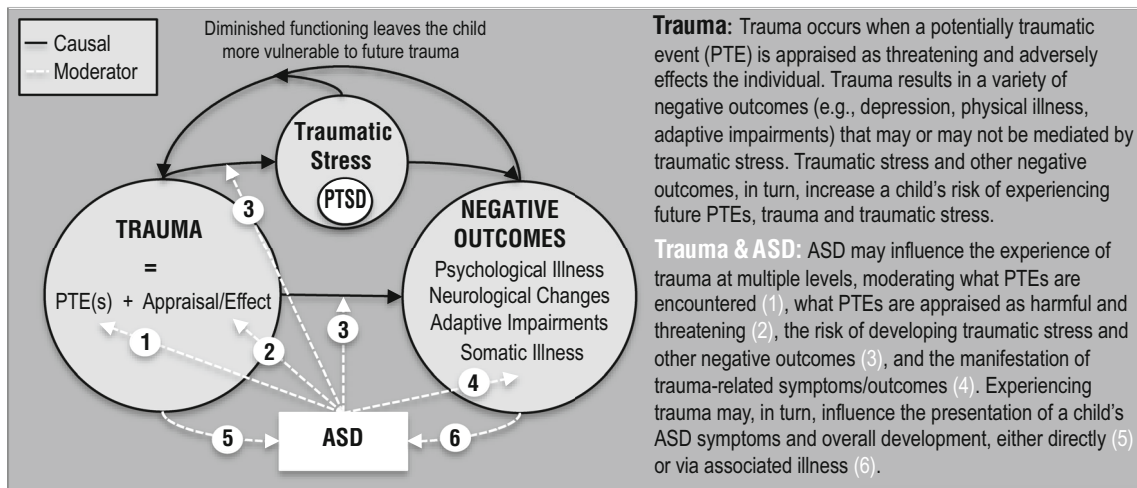 Causal
Moderator
Diminished functioning leaves the child
more vulnerable to future trauma
Traumatic
Stress
PTSD
3
TRAUMA
=
PTE(s) + Appraisal/Effect
1
2
3
NEGATIVE
OUTCOMES
Psychological Illness
Neurological Changes
Adaptive Impairments
Somatic Illness
4
5
ASD
6
Trauma: Trauma occurs when a potentially traumatic
event (PTE) is appraised as threatening and adversely
effects the individual. Trauma results in a variety of
negative outcomes (e.g., depression, physical illness,
adaptive impairments) that may or may not be mediated by
traumatic stress. Traumatic stress and other negative
outcomes, in turn, increase a child's risk of experiencing
future PTEs, trauma and traumatic stress.
Trauma & ASD: ASD may influence the experience of
trauma at multiple levels, moderating what PTEs are
encountered (1), what PTEs are appraised as harmful and
threatening (2), the risk of developing traumatic stress and
other negative outcomes (3), and the manifestation of
trauma-related symptoms/outcomes (4). Experiencing
trauma may, in turn, influence the presentation of a child's
ASD symptoms and overall development, either directly (5)
or via associated illness (6).